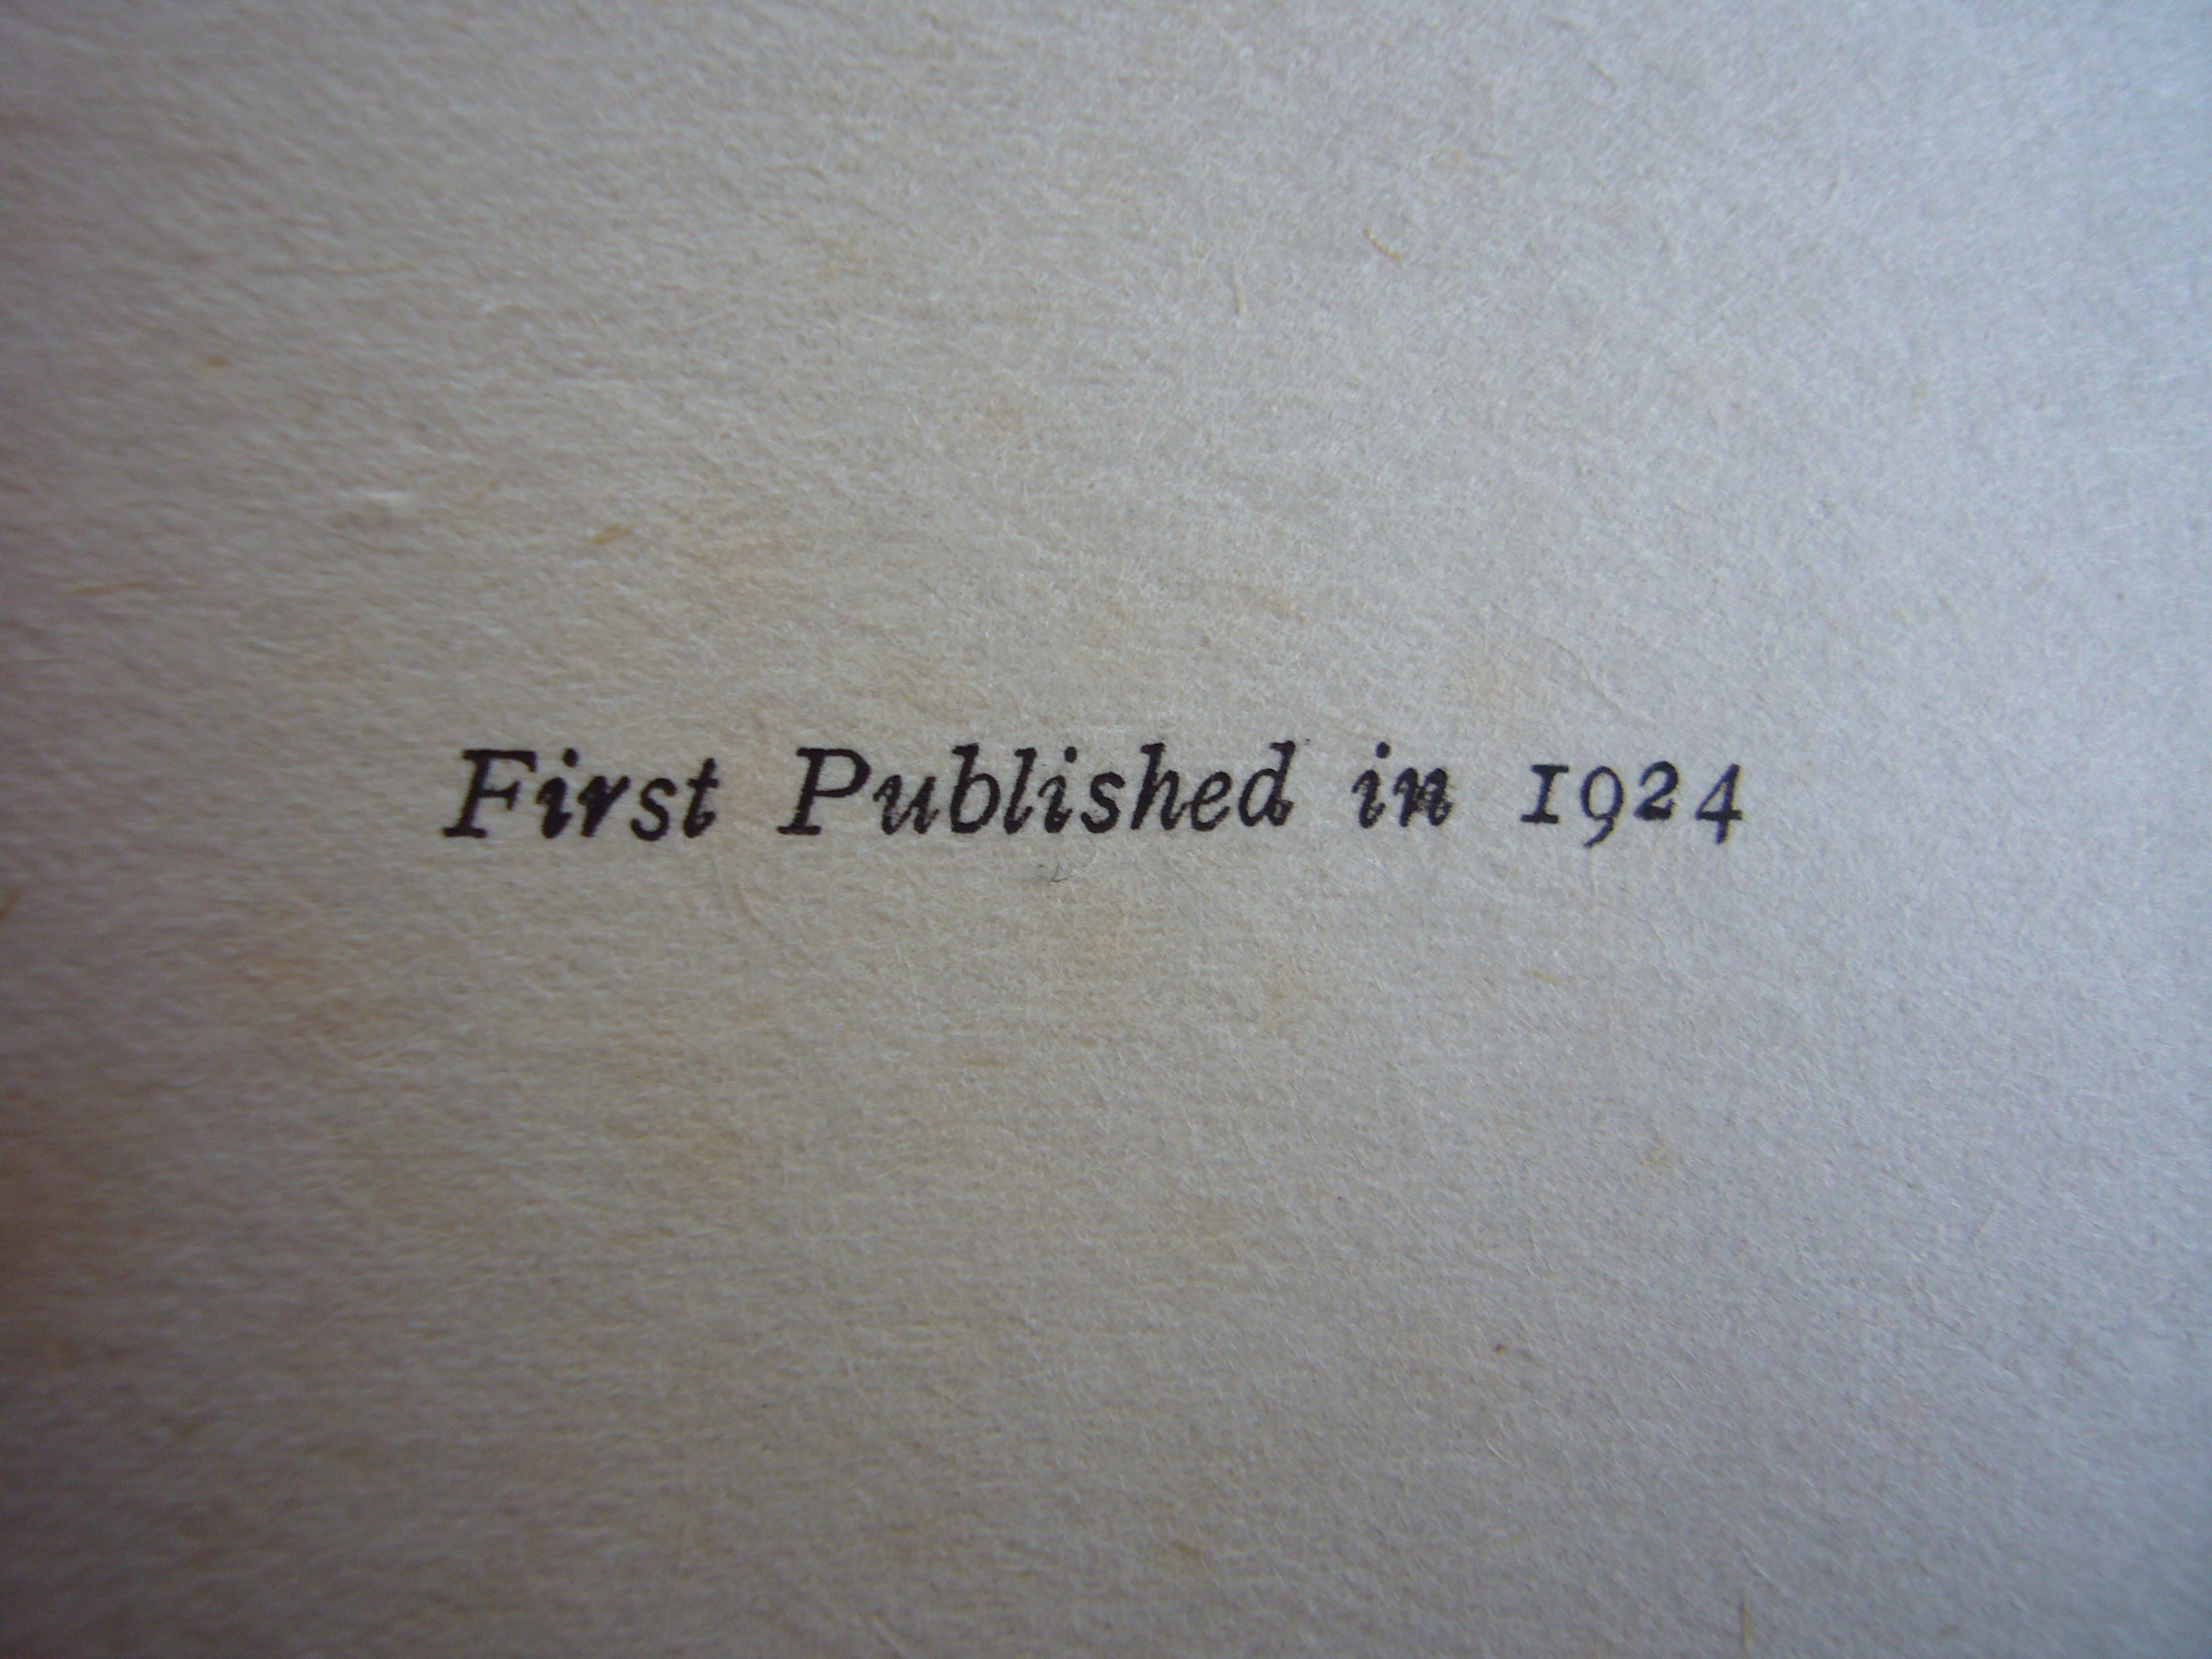 First Published in 1924